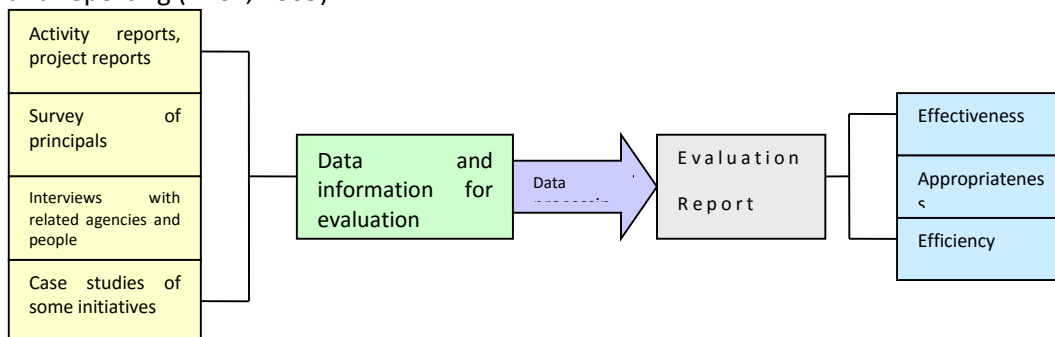 Activity reports,
project reports
Survey of
principals
Interviews with
related agencies and
people
Case studies of
some initiatives
Data and
information for
evaluation
Data
Evaluation
Report
Effectiveness
Appropriatenes
s
Efficiency